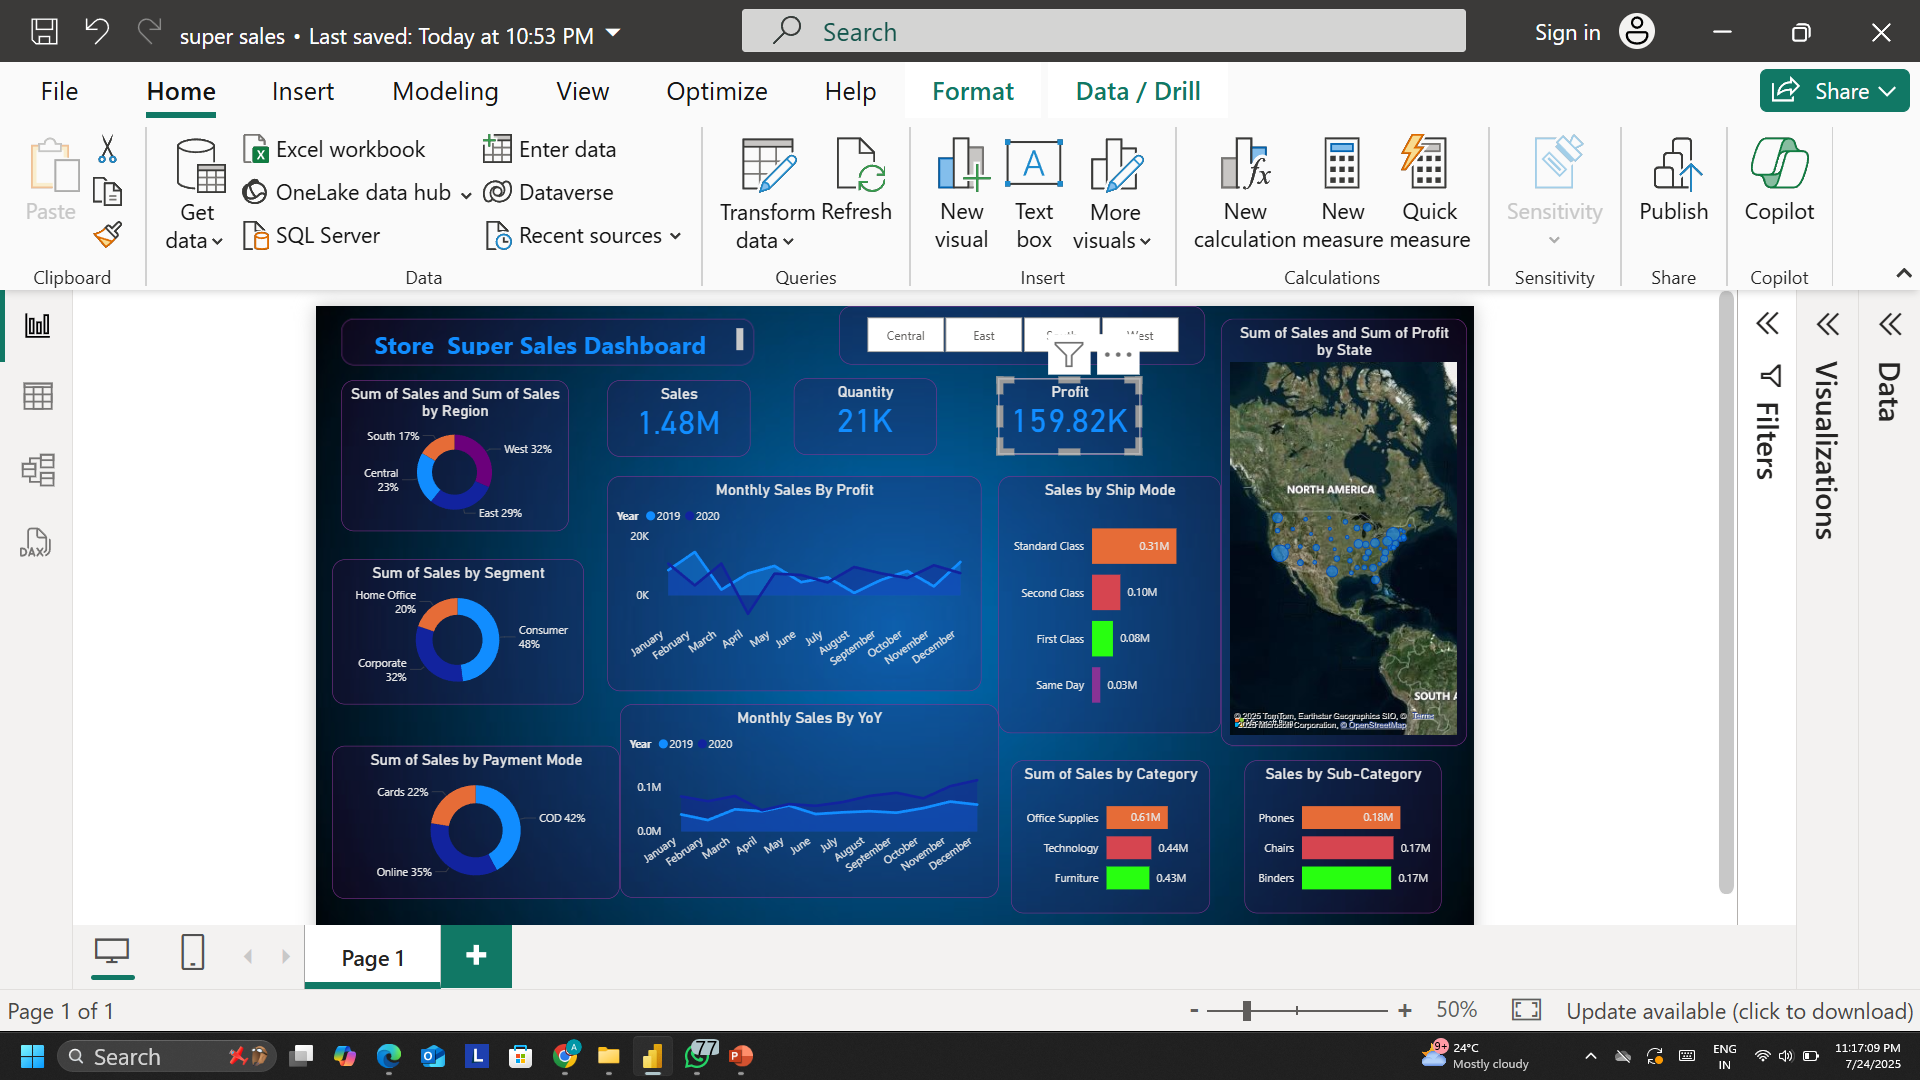 super sales • Last saved: Today at 10:53 PM
Search
Sign in
File
Home
Insert
Modeling
View
Optimize
Help
Format
Data / Drill
Share
Paste
Clipboard
Get data
Excel workbook
OneLake data hub
SQL Server
Enter data
Dataverse
Recent sources
Data
Transform data
Refresh
Queries
New visual
A
Text box
More visuals
Insert
fx
New calculation
New measure
Quick measure
Calculations
Sensitivity
Sensitivity
Publish
Share
Copilot
Copilot
DAX
Store Super Sales Dashboard
Central
East
Sum of Sales and Sum of Profit
by State
Sum of Sales and Sum of Sales
by Region
South 17%
West 32%
Central
23%
East 29%
Sales
1.48M
Quantity
21K
Profit
159.82K
Monthly Sales By Profit
Year 2019 2020
20K
0K
January
February
March
April
May
June
July
August
September
October
November
December
Sales by Ship Mode
Standard Class 0.31M
Second Class 0.10M
First Class 0.08M
Same Day 0.03M
NORTH AMERICA
SOUTH A
© 2025 TomTom, Earthstar Geographics SIO, ©
Terms
Microsoft Corporation, © OpenStreetMap
Sum of Sales by Segment
Home Office
20%
Consumer
48%
Corporate
32%
Monthly Sales By YoY
Year 2019 2020
0.1M
0.0M
January
February
March
April
May
June
July
August
September
October
November
December
Sum of Sales by Payment Mode
Cards 22%
COD 42%
Online 35%
Sum of Sales by Category
Office Supplies 0.61M
Technology 0.44M
Furniture 0.43M
Sales by Sub-Category
Phones 0.18M
Chairs 0.17M
Binders 0.17M
Filters
Visualizations
Data
Page 1
Page 1 of 1
- + 50%
Update available (click to download)
Search
L
A
77
P
9+
24°C
Mostly cloudy
ENG
IN
11:17:09 PM
7/24/2025